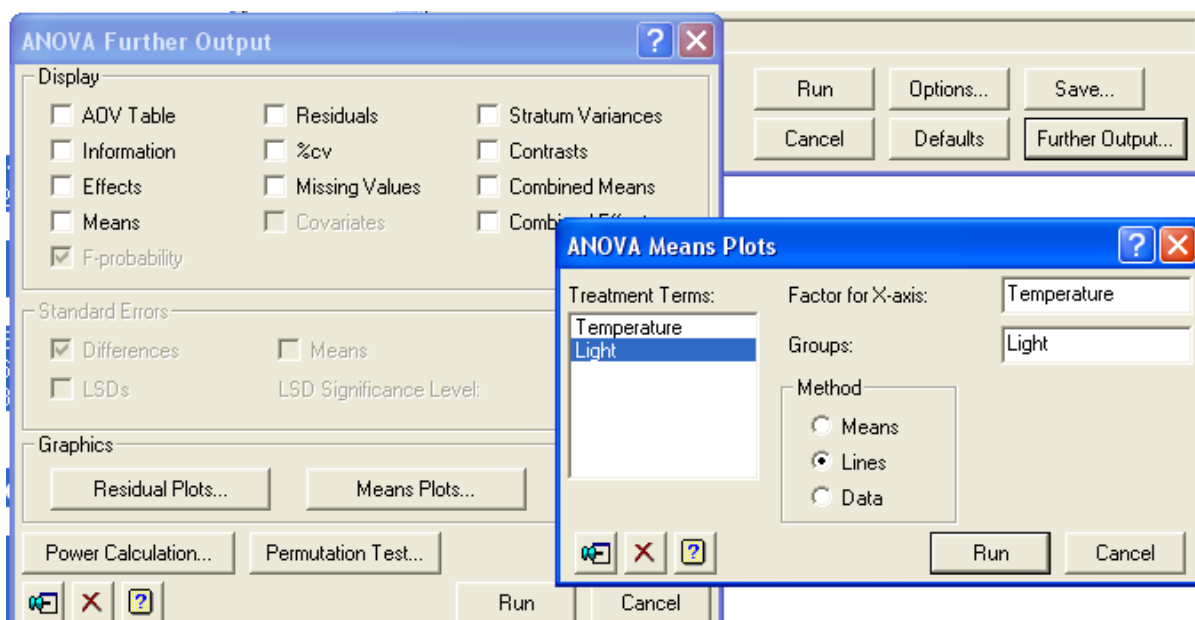 ANOVA Further Output
Display
AOV Table
Residuals
Stratum Variances
Information
%cv
Contrasts
Effects
Missing Values
Combined Means
Means
Covariates
F-probability
Standard Errors
Differences
Means
LSDs
LSD Significance Level:
Graphics
Residual Plots...
Means Plots...
Power Calculation...
Permutation Test...
Run
Cancel
Run
Options...
Save...
Cancel
Defaults
Further Output...
ANOVA Means Plots
Treatment Terms:
Factor for X-axis:
Temperature
Temperature
Light
Groups:
Light
Method
Means
Lines
Data
Run
Cancel